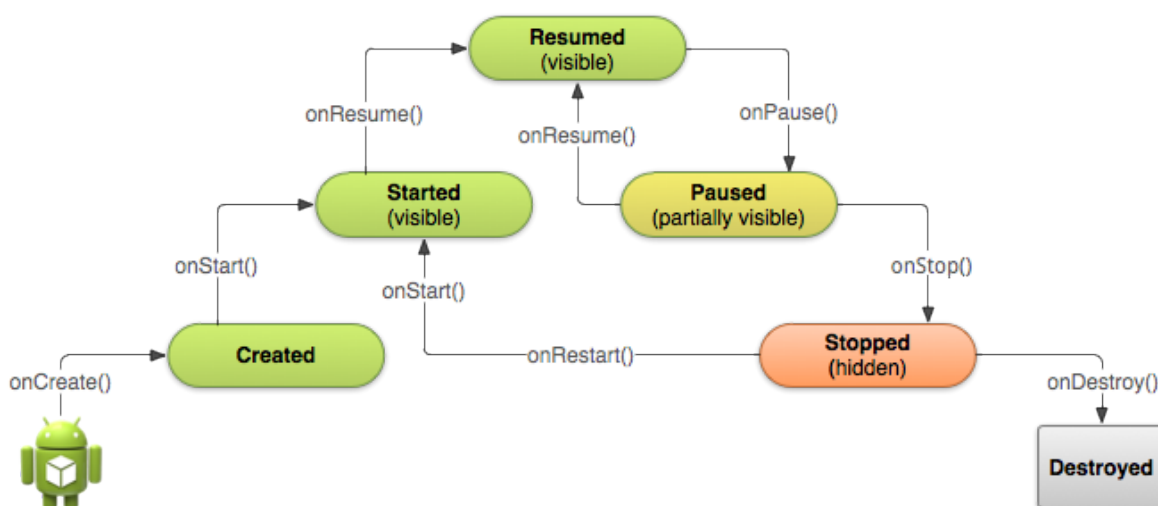 Resumed
(visible)
onResume()
onResume()
onPause()
Started
(visible)
Paused
(partially visible)
onStart()
onStart()
onStop()
Created
onRestart()
Stopped
(hidden)
onCreate()
onDestroy()
Destroyed